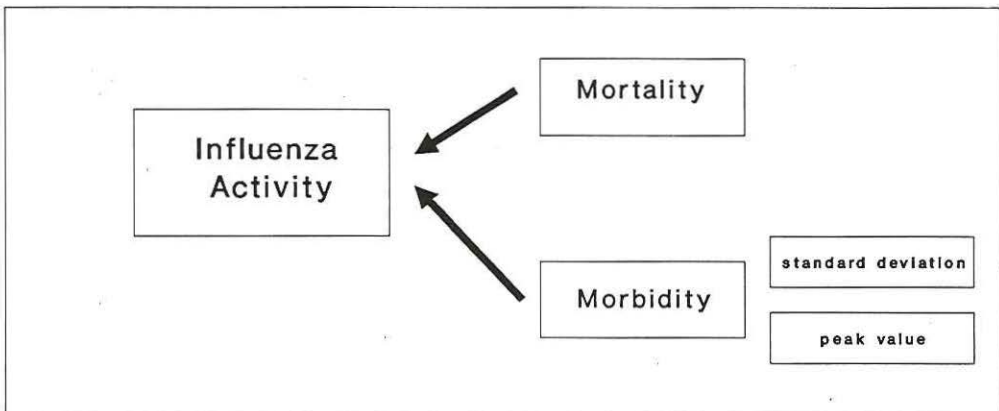 Influenza
Activity
Mortality
Morbidity
standard deviation
peak value